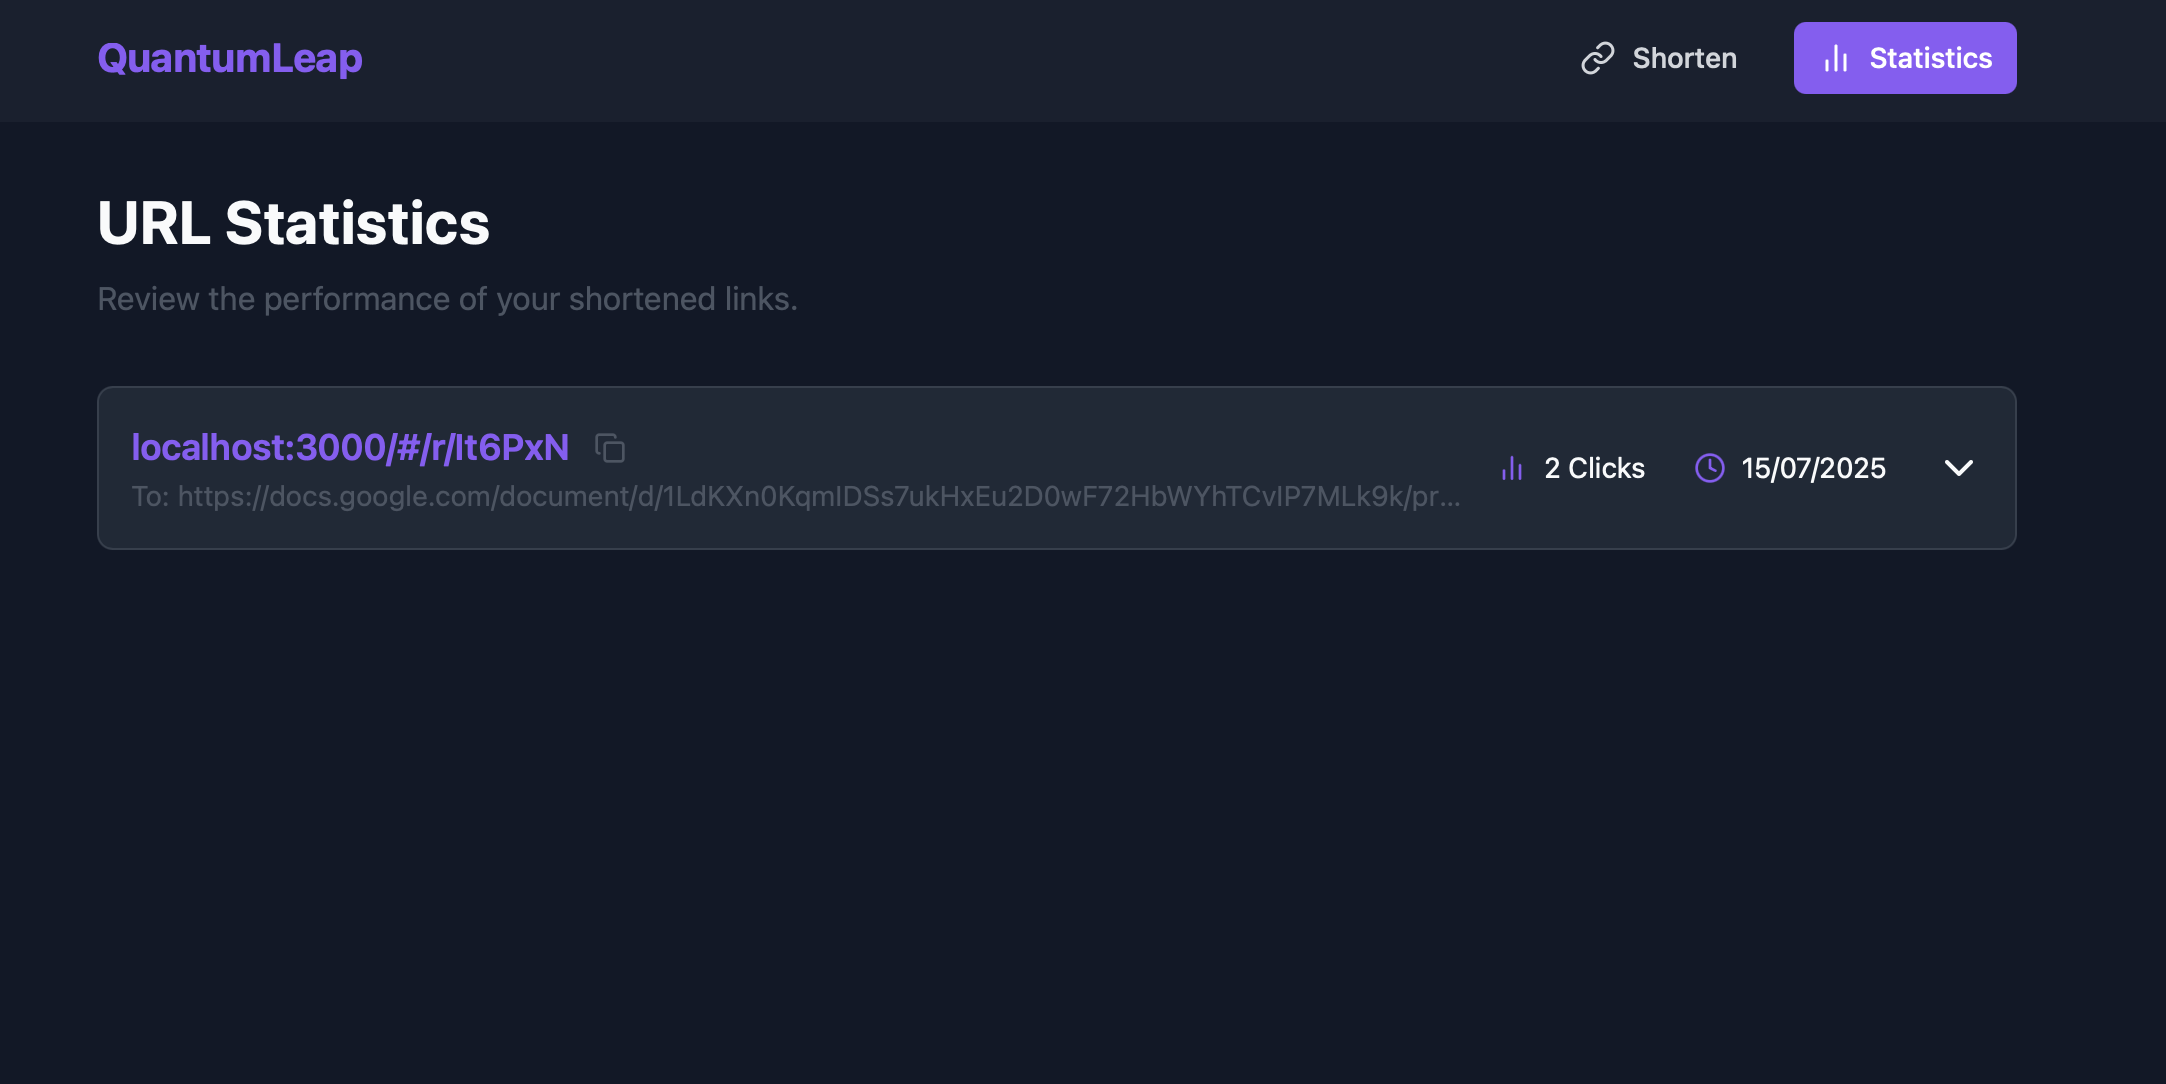 QuantumLeap
Shorten
Statistics
URL Statistics
Review the performance of your shortened links.
localhost:3000/#/r/It6PxN
2 Clicks
15/07/2025
To: https://docs.google.com/document/d/1LdKXn0KqmIDSs7ukHxEu2D0wF72HbWYhTCvIP7MLk9k/pr...